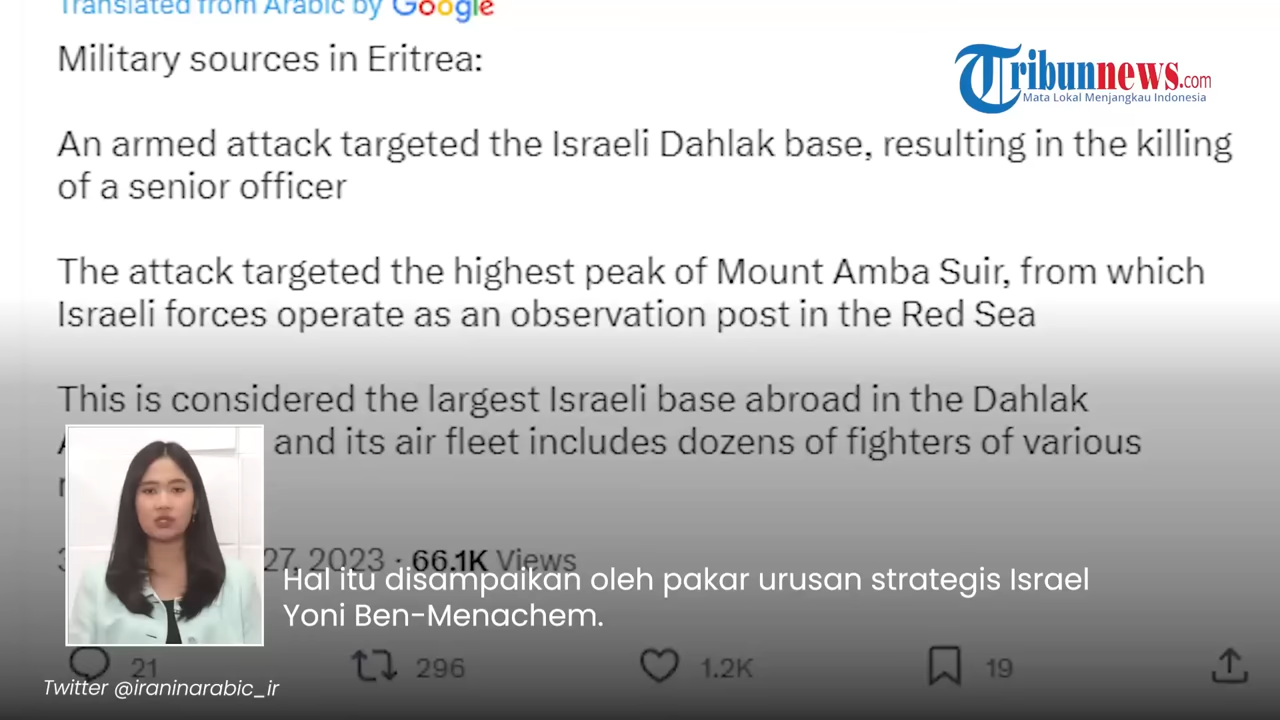 Translated from Arabic by Google
Military sources in Eritrea:
Tribunnews.com
Mata Lokal Menjangkau Indonesia
An armed attack targeted the Israeli Dahlak base, resulting in the killing
of a senior officer
The attack targeted the highest peak of Mount Amba Suir, from which
Israeli forces operate as an observation post in the Red Sea
This is considered the largest Israeli base abroad in the Dahlak
and its air fleet includes dozens of fighters of various
27, 2023 · 66.1K Views
Hal itu disampaikan oleh pakar urusan strategis Israel
Yoni Ben-Menachem.
21 296 1.2K 19
Twitter @iraninarabic_ir